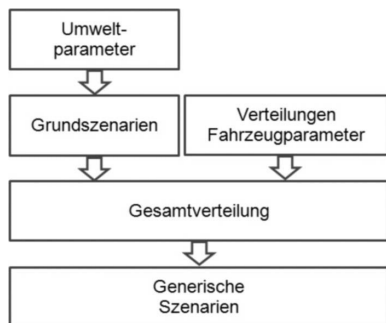 Umwelt-
parameter
Grundszenarien
Verteilungen
Fahrzeugparameter
Gesamtverteilung
Generische
Szenarien